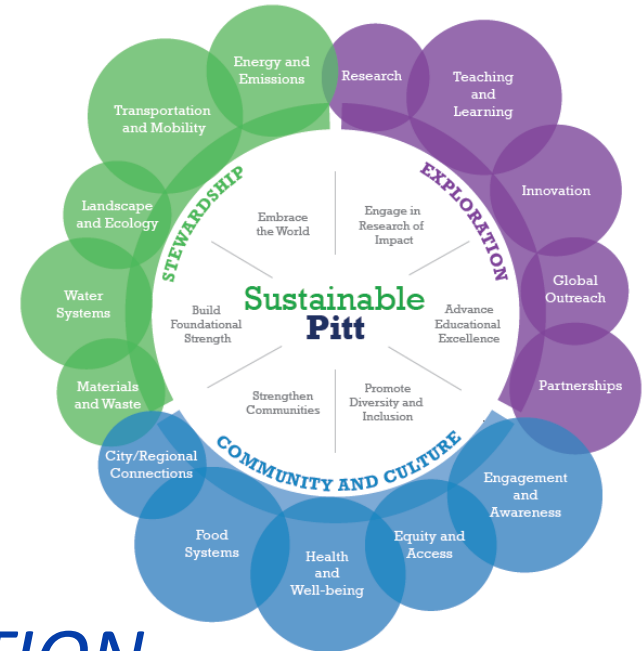 Energy and
Emissions
Research
Teaching
and
Learning
Transportation
and Mobility
Innovation
Landscape
and Ecology
Global
Outreach
Water
Systems
Partnerships
Materials
and Waste
City/Regional
Connections
Engagement
and
Awareness
Food
Systems
Equity and
Access
Health
and
Well-being
STEWARDSHIP
EXPLORATION
COMMUNITY AND CULTURE
Embrace
the World
Engage in
Research of
Impact
Build
Foundational
Strength
Sustainable
Pitt
Advance
Educational
Excellence
Strengthen
Communities
Promote
Diversity and
Inclusion